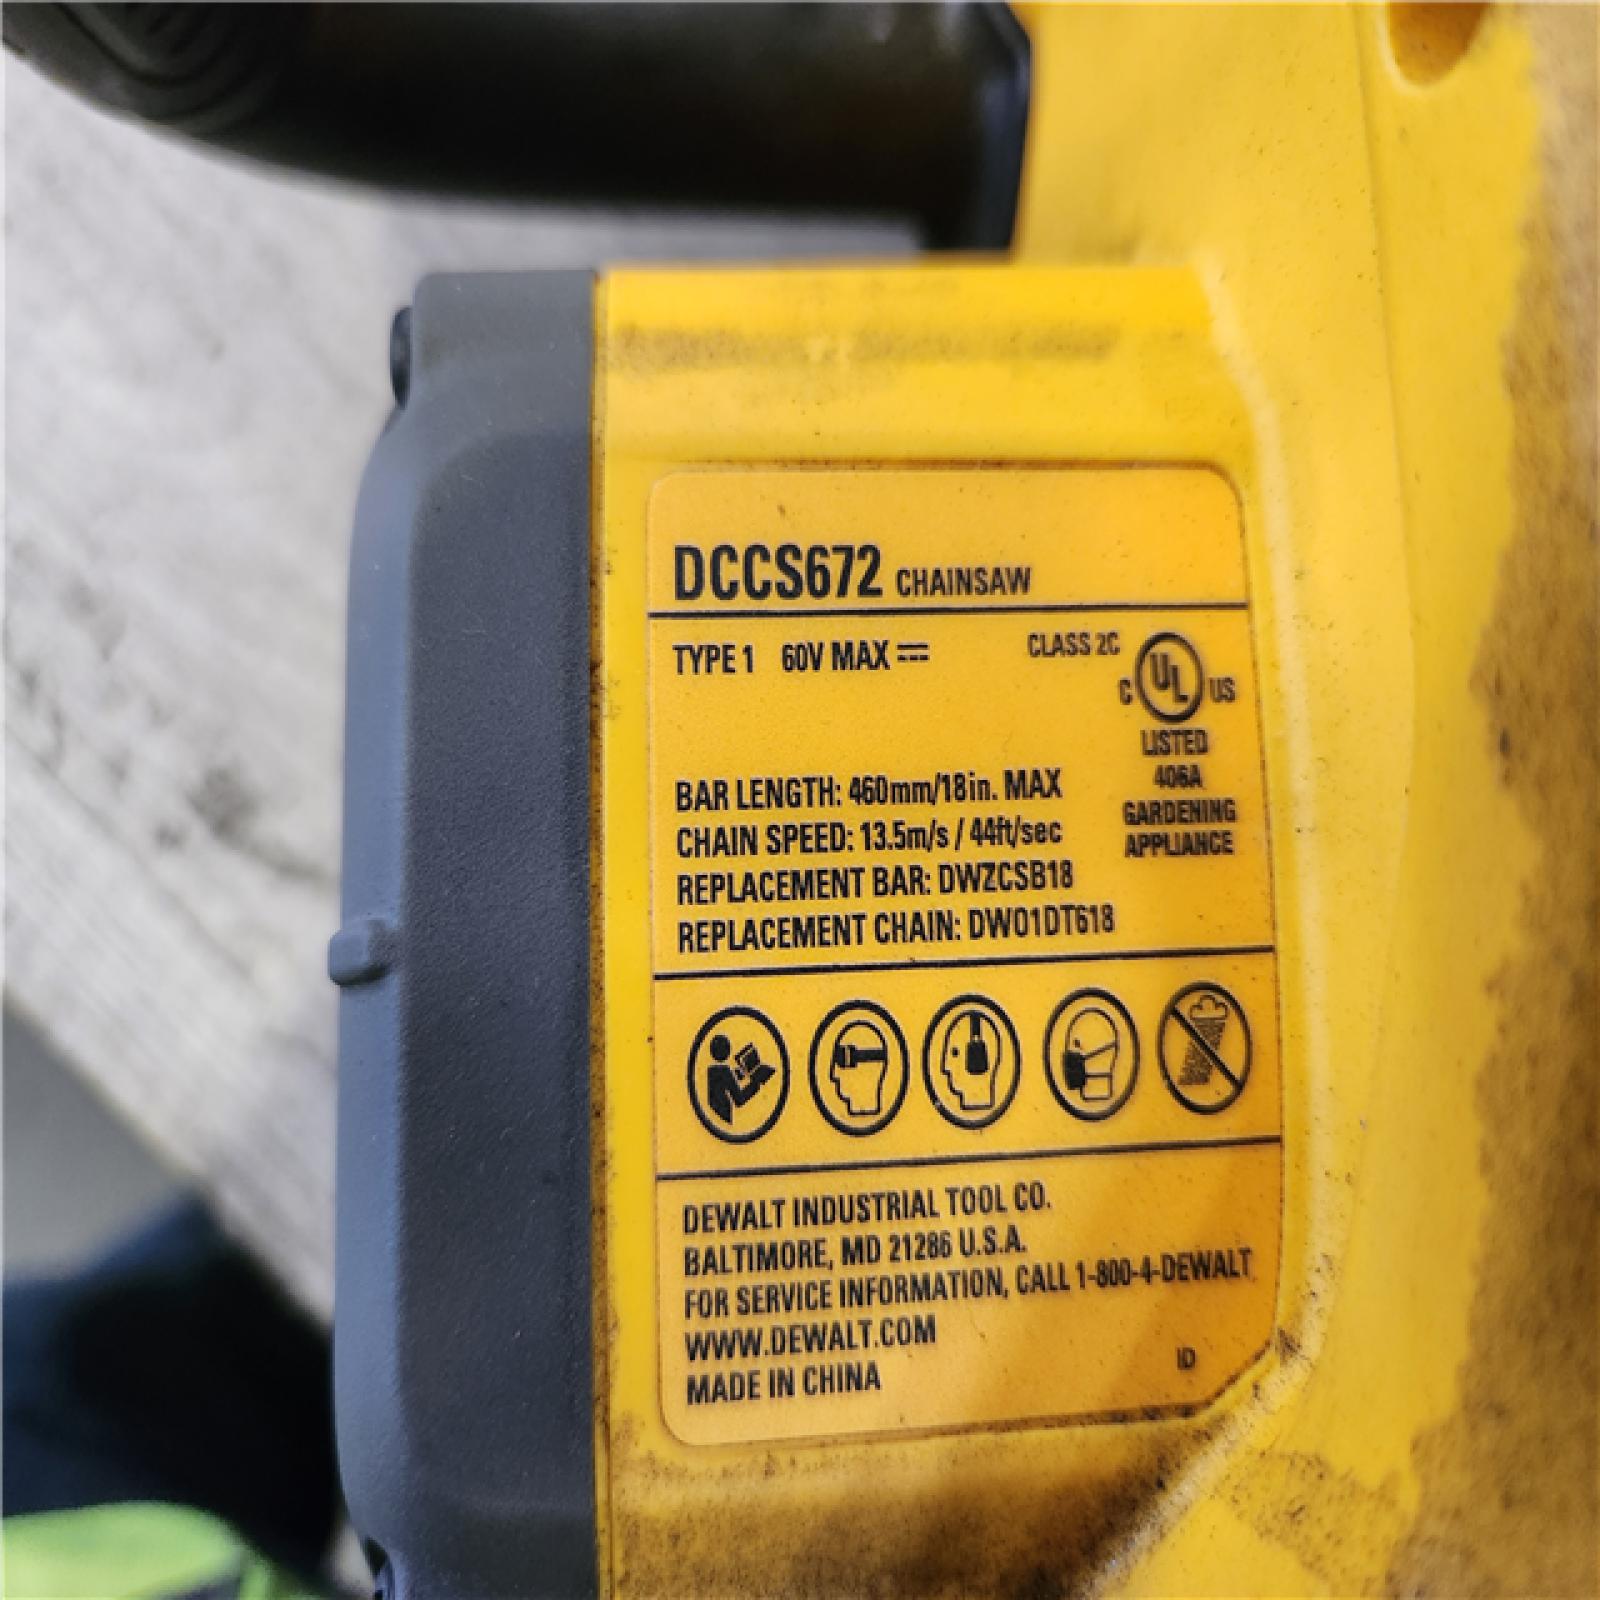 DCCS672 CHAINSAW
TYPE 1 60V MAX
CLASS 2C
C UL US
LISTED
406A
GARDENING
APPLIANCE
BAR LENGTH: 460mm/18in. MAX
CHAIN SPEED: 13.5m/s / 44ft/sec
REPLACEMENT BAR: DWZCSB18
REPLACEMENT CHAIN: DWO1DT618
DEWALT INDUSTRIAL TOOL CO.
BALTIMORE, MD 21286 U.S.A.
FOR SERVICE INFORMATION, CALL 1-800-4-DEWALT
WWW.DEWALT.COM
MADE IN CHINA
ID